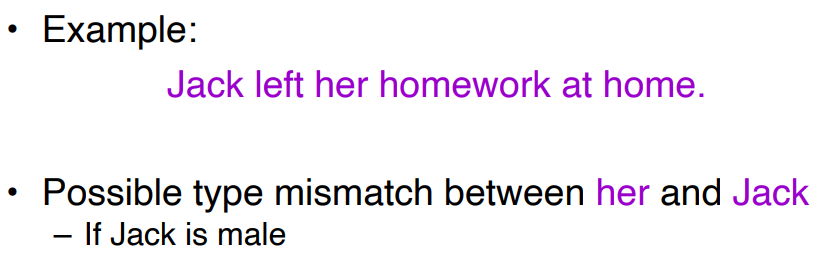 • Example:
Jack left her homework at home.
• Possible type mismatch between her and Jack
– If Jack is male